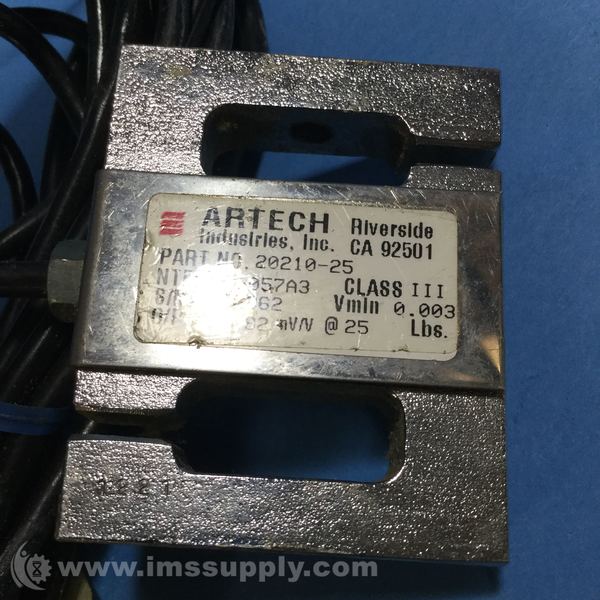 ARTECH Riverside
Industries, Inc. CA 92501
PART NO. 20210-25
CLASS III
Vmin 0.003
mV/V @ 25 Lbs.
1221
www.imssupply.com